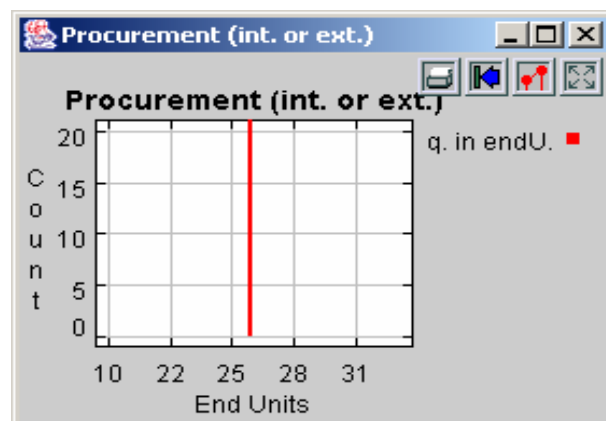 Procurement (int. or ext.)
Procurement (int. or ext.)
q. in endU.
Count
20
15
10
5
0
10 22 25 28 31
End Units